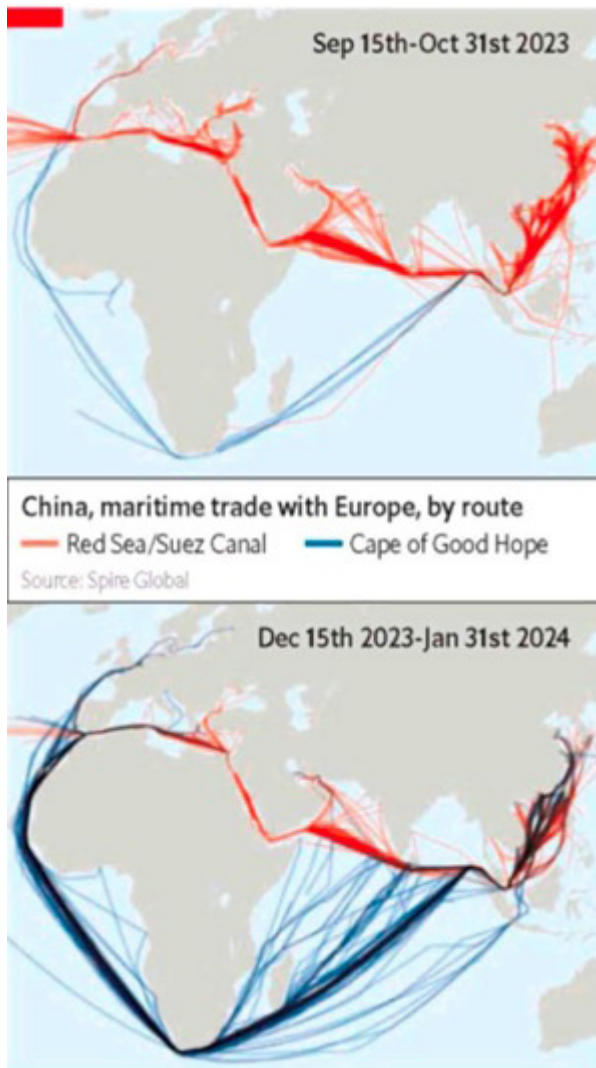 Sep 15th-Oct 31st 2023
China, maritime trade with Europe, by route
Red Sea/Suez Canal Cape of Good Hope
Source: Spire Global
Dec 15th 2023-Jan 31st 2024